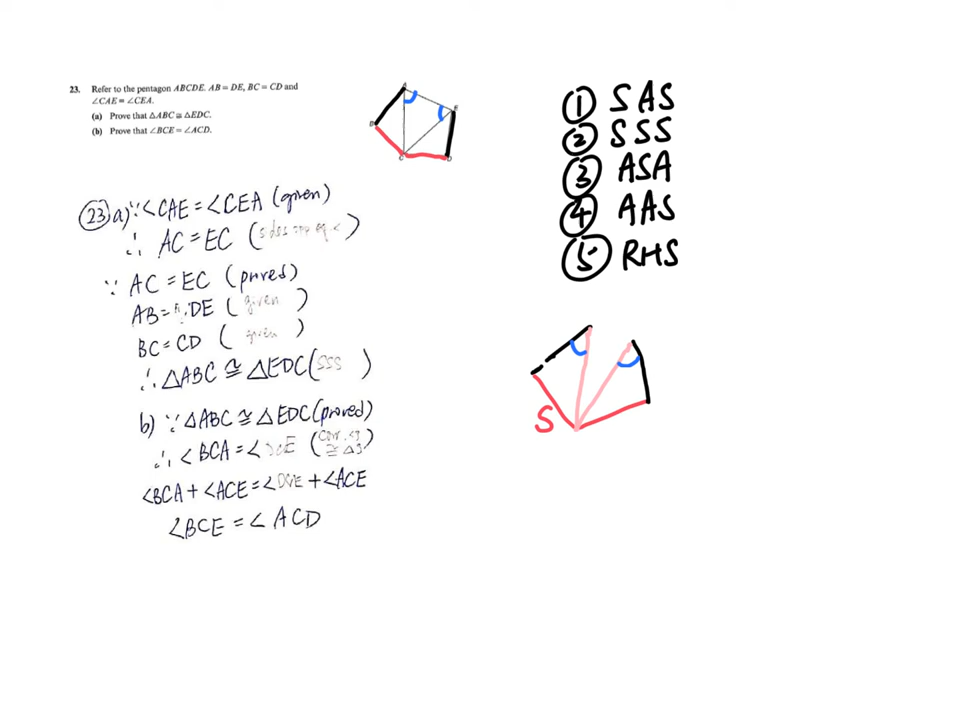 23. Refer to the pentagon ABCDE. AB = DE, BC = CD and
∠CAE = ∠CEA.
(a) Prove that △ABC ≅ △EDC.
(b) Prove that ∠BCE = ∠ACD.
A
B
C
D
E
23 a) ∵ ∠CAE = ∠CEA (given)
∴ AC = EC (sides opp eq. <)
∵ AC = EC (proved)
AB = DE (given)
BC = CD (given)
∴ △ABC ≅ △EDC (SSS)
b) ∵ △ABC ≅ △EDC (proved)
∴ ∠BCA = ∠DCE (corr. <s ≅ △s)
∠BCA + ∠ACE = ∠DCE + ∠ACE
∠BCE = ∠ACD
① SAS
② SSS
③ ASA
④ AAS
⑤ RHS
S